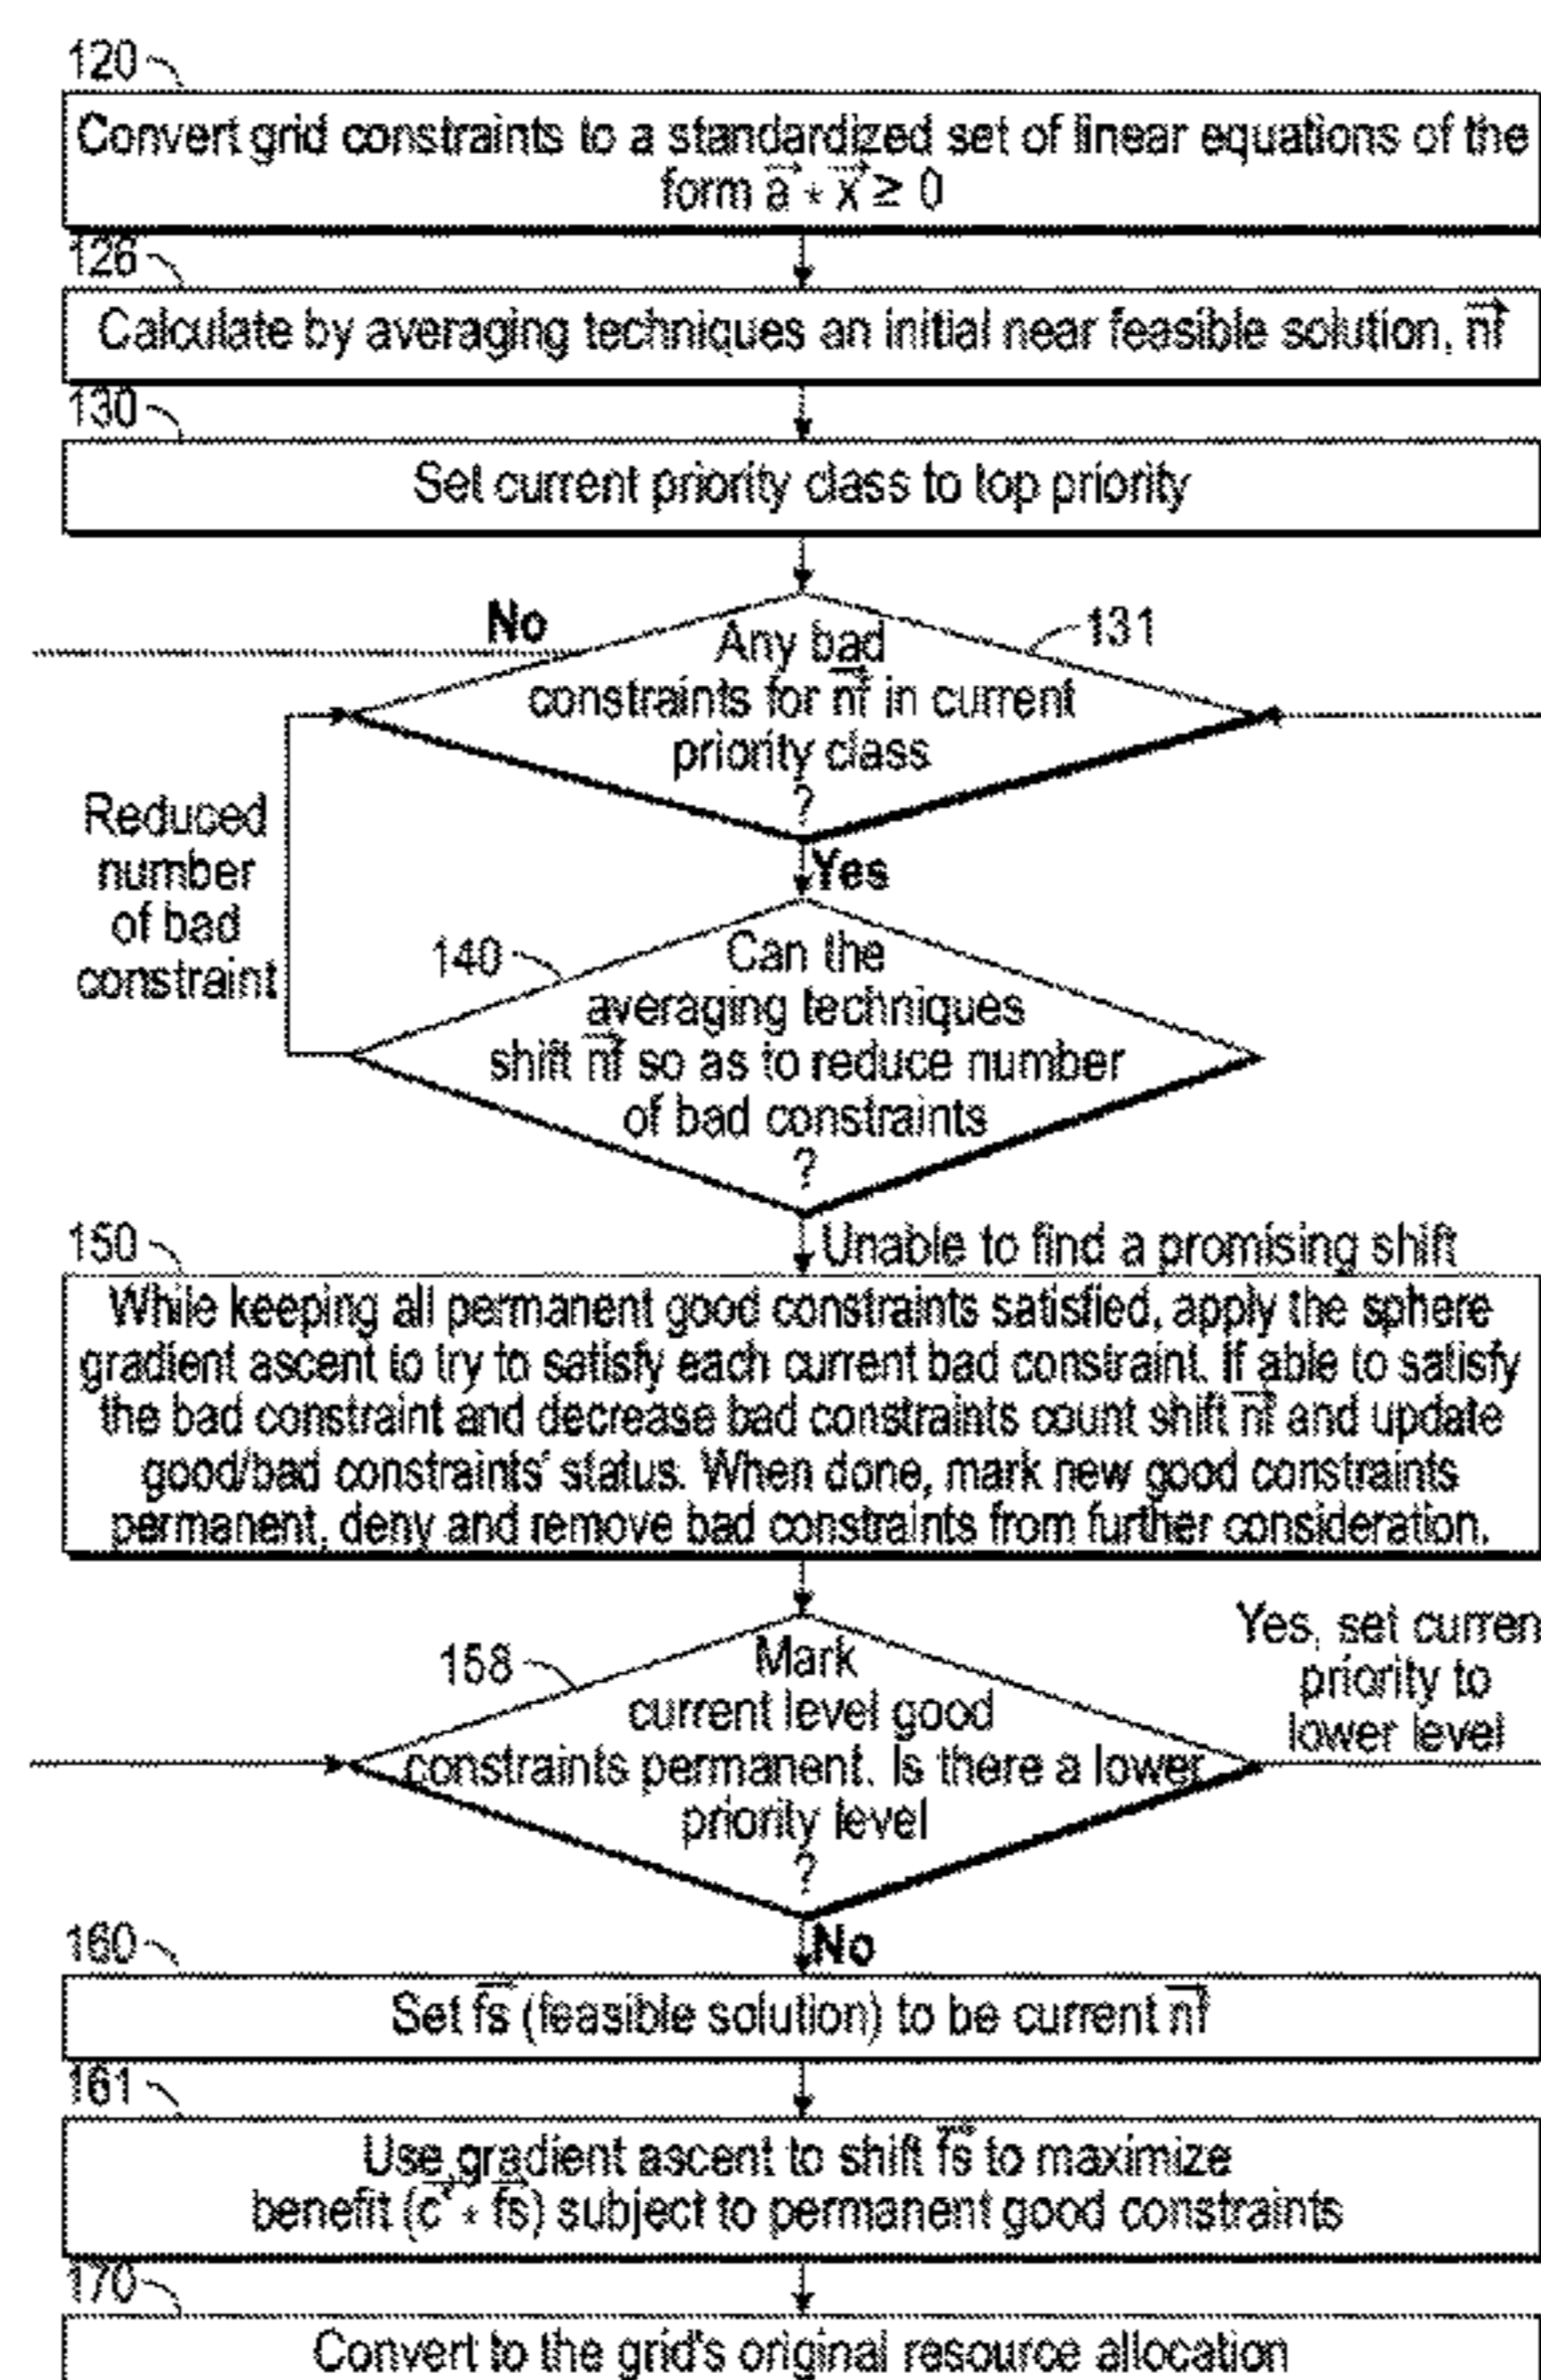 120
Convert grid constraints to a standardized set of linear equations of the
form a * x ≥ 0
126
Calculate by averaging techniques an initial near feasible solution, nf
130
Set current priority class to top priority
No
131
Any bad
constraints for nf in current
priority class
?
Reduced
number
of bad
constraint
Yes
140
Can the
averaging techniques
shift nf so as to reduce number
of bad constraints
?
150
Unable to find a promising shift
While keeping all permanent good constraints satisfied, apply the sphere
gradient ascent to try to satisfy each current bad constraint. If able to satisfy
the bad constraint and decrease bad constraints count shift nf and update
good/bad constraints' status. When done, mark new good constraints
permanent, deny and remove bad constraints from further consideration.
Yes, set curren
priority to
lower level
158
Mark
current level good
constraints permanent. Is there a lower
priority level
?
160
No
Set fs (feasible solution) to be current nf
161
Use gradient ascent to shift fs to maximize
benefit (c * fs) subject to permanent good constraints
170
Convert to the grid's original resource allocation